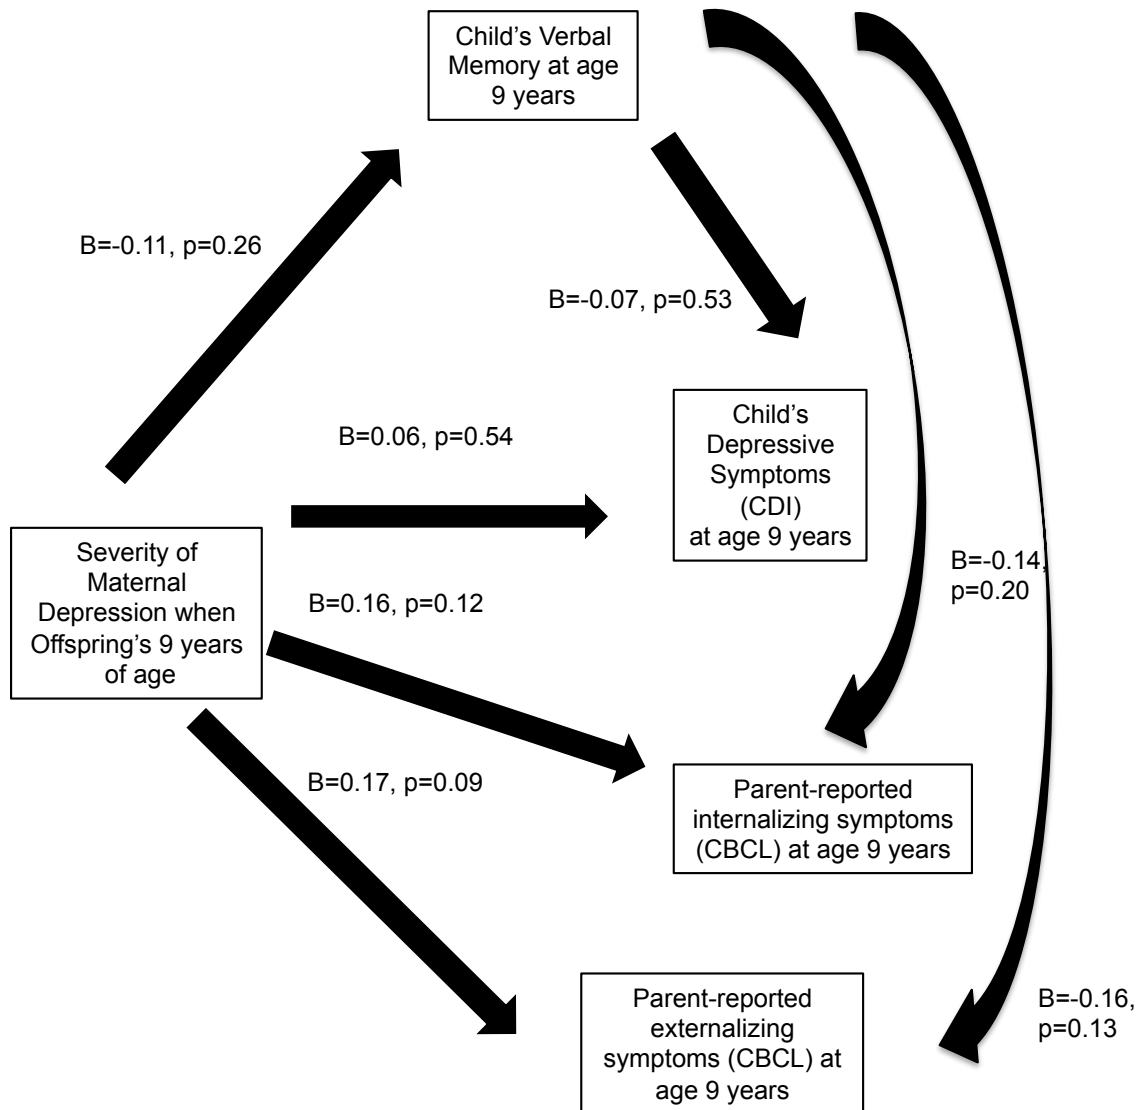 Child’s Verbal
Memory at age
9 years
B=-0.11, p=0.26
B=-0.07, p=0.53
B=0.06, p=0.54
Child’s
Depressive
Symptoms
(CDI)
at age 9 years
Severity of
Maternal
Depression when
Offspring’s 9 years
of age
B=0.16, p=0.12
B=-0.14,
p=0.20
B=0.17, p=0.09
Parent-reported
internalizing symptoms
(CBCL) at age 9 years
Parent-reported
externalizing
symptoms (CBCL) at
age 9 years
B=-0.16,
p=0.13